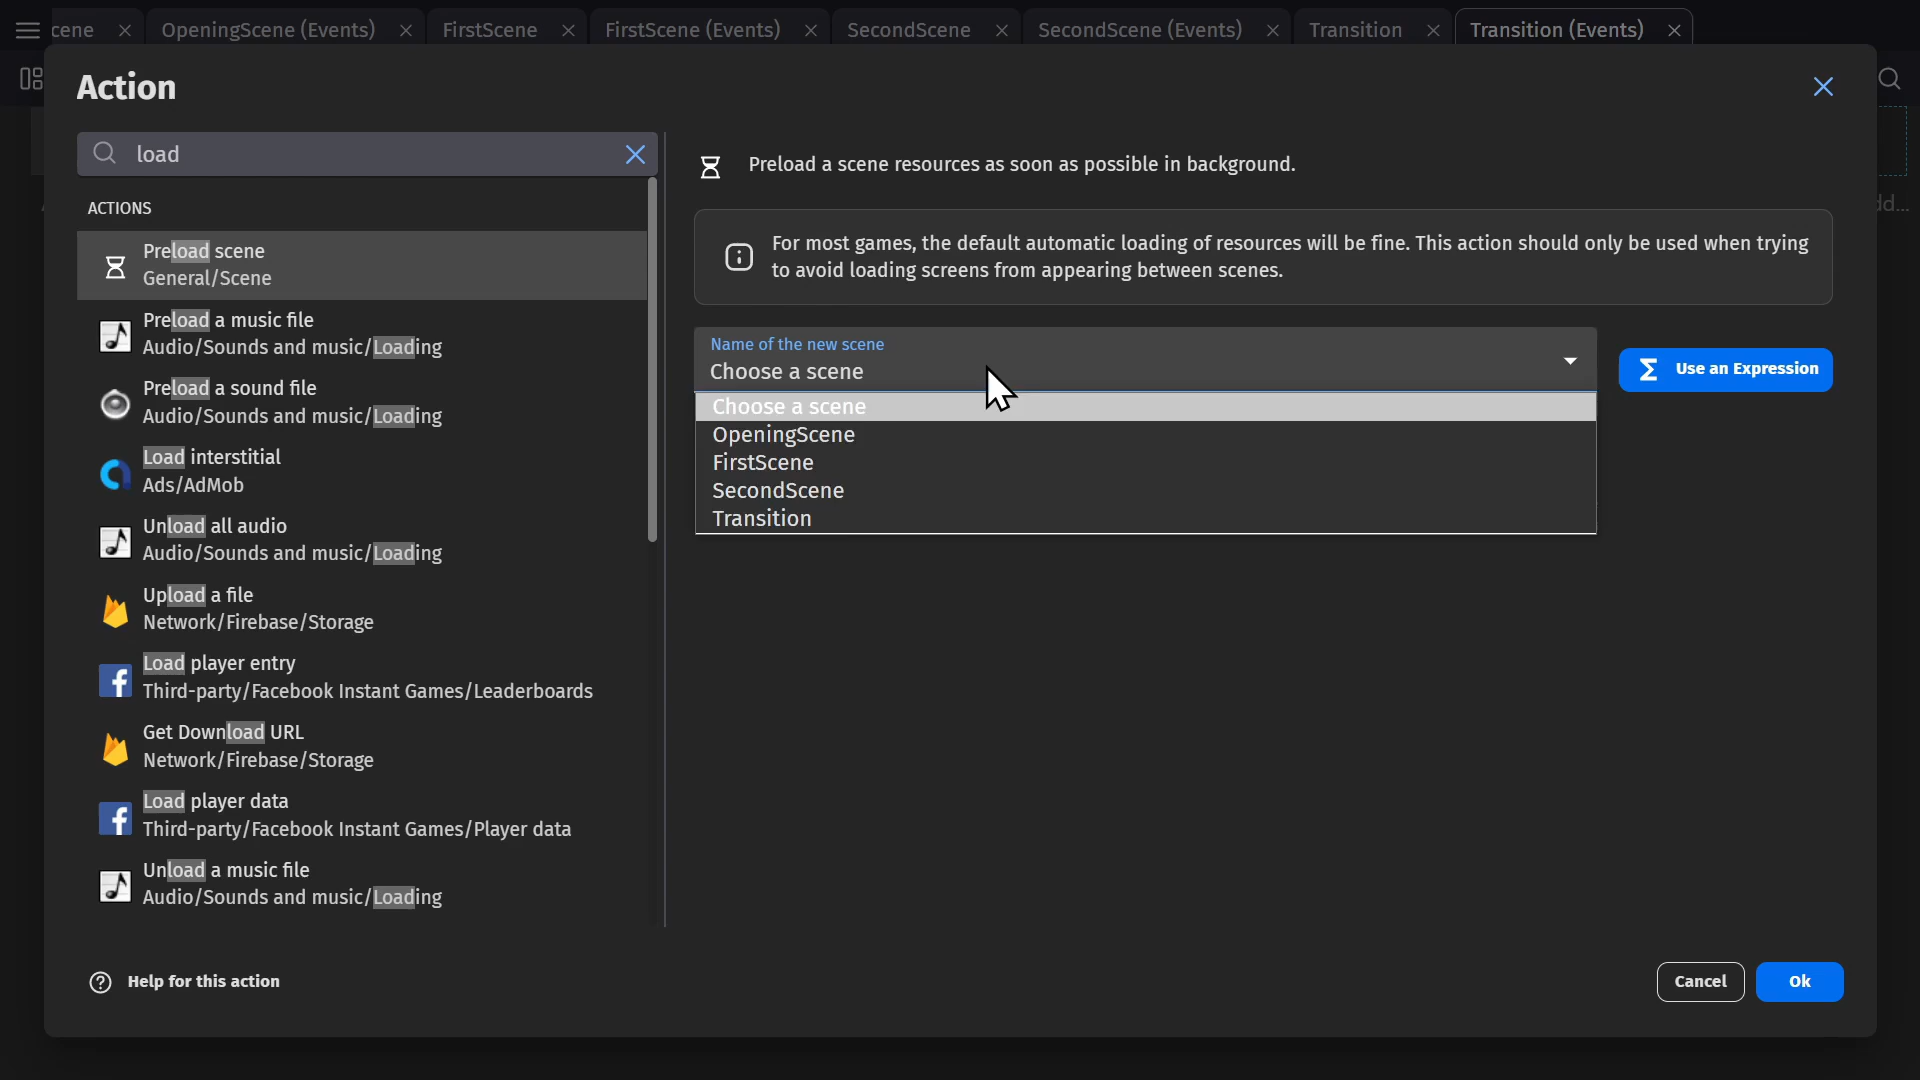 cene
OpeningScene (Events)
FirstScene
FirstScene (Events)
SecondScene
SecondScene (Events)
Transition
Transition (Events)
Action
load
ACTIONS
Preload scene
General/Scene
Preload a music file
Audio/Sounds and music/Loading
Preload a sound file
Audio/Sounds and music/Loading
Load interstitial
Ads/AdMob
Unload all audio
Audio/Sounds and music/Loading
Upload a file
Network/Firebase/Storage
Load player entry
Third-party/Facebook Instant Games/Leaderboards
Get Download URL
Network/Firebase/Storage
Load player data
Third-party/Facebook Instant Games/Player data
Unload a music file
Audio/Sounds and music/Loading
Help for this action
Preload a scene resources as soon as possible in background.
For most games, the default automatic loading of resources will be fine. This action should only be used when trying
to avoid loading screens from appearing between scenes.
Name of the new scene
Choose a scene
Use an Expression
Choose a scene
OpeningScene
FirstScene
SecondScene
Transition
Cancel
Ok